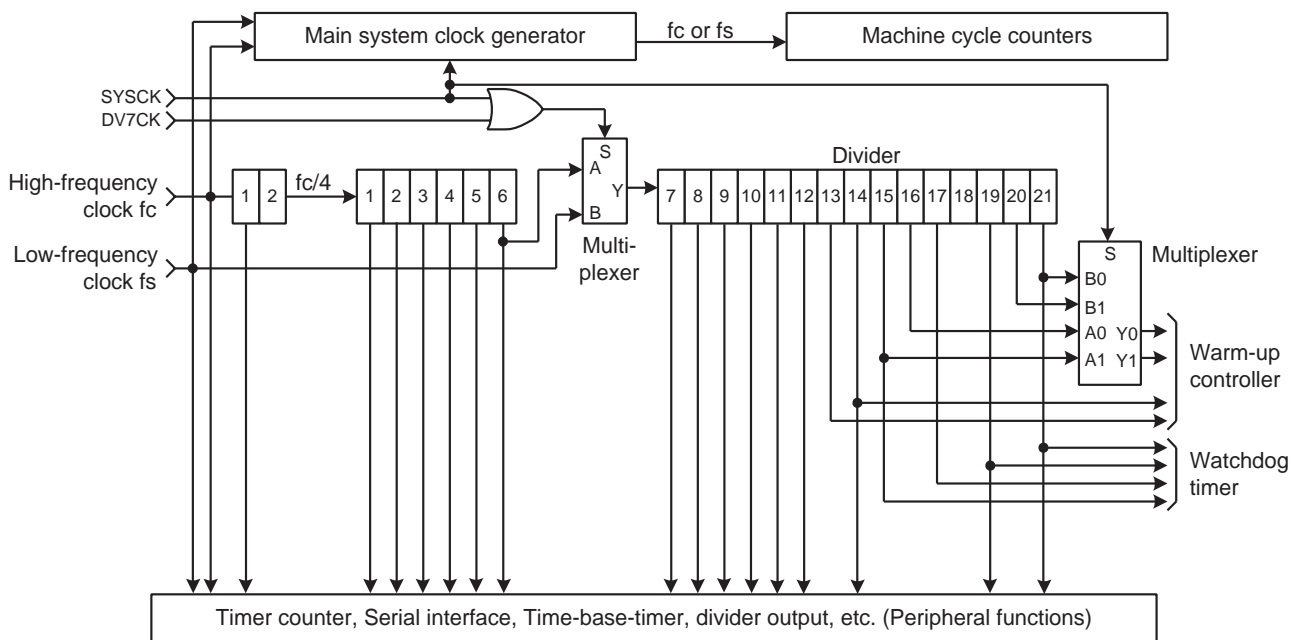 Main system clock generator
fc or fs
Machine cycle counters
SYSCK
DV7CK
High-frequency
clock fc
1 2
fc/4
1 2 3 4 5 6
S
A
Y
B
Multi-
plexer
Divider
7 8 9 10 11 12 13 14 15 16 17 18 19 20 21
Low-frequency
clock fs
S
Multiplexer
B0
B1
A0 Y0
A1 Y1
Warm-up
controller
Watchdog
timer
Timer counter, Serial interface, Time-base-timer, divider output, etc. (Peripheral functions)